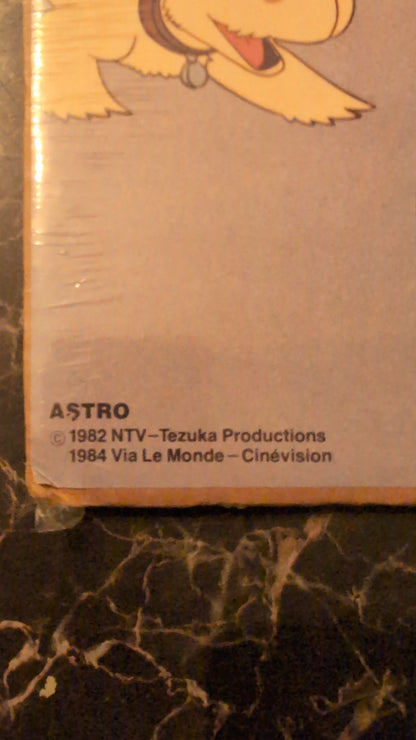 ASTRO
© 1982 NTV–Tezuka Productions
1984 Via Le Monde – Cinévision